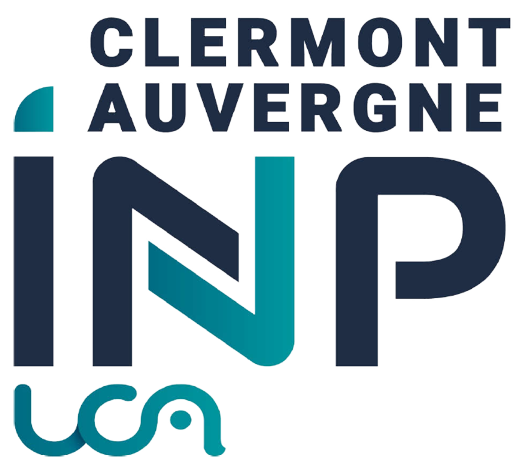 CLERMONT
AUVERGNE
iNP
uca